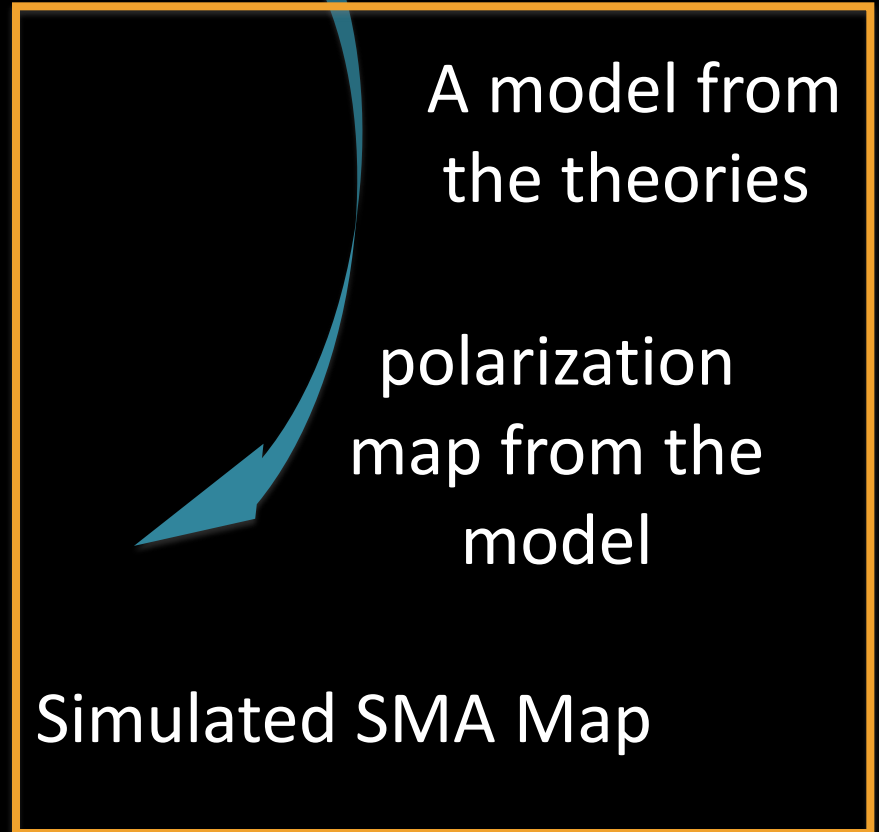 A model from
the theories
polarization
map from the
model
Simulated SMA Map